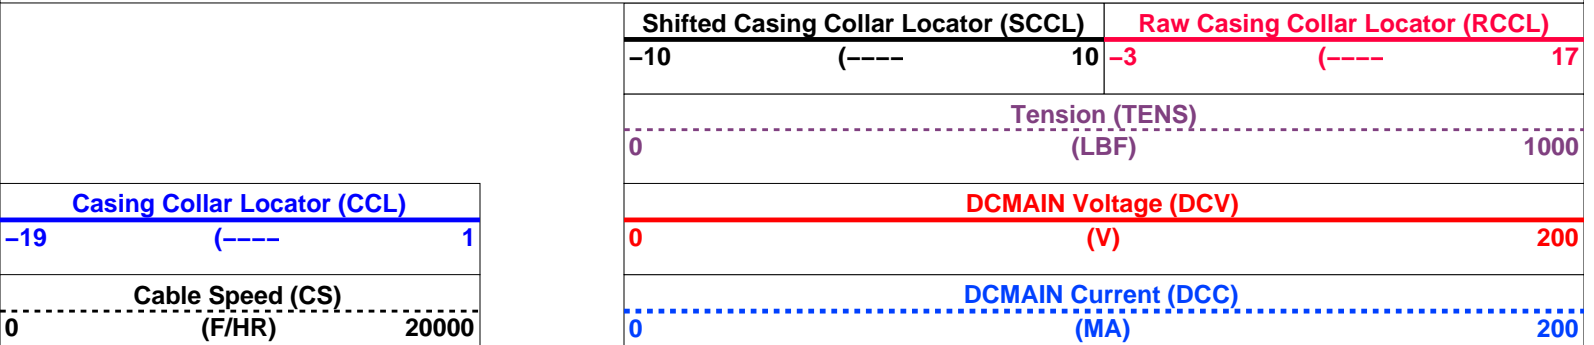 Shifted Casing Collar Locator (SCCL) Raw Casing Collar Locator (RCCL)
−10 (−−−− 10 −3 (−−−− 17
Tension (TENS)
0 (LBF) 1000
Casing Collar Locator (CCL) DCMAIN Voltage (DCV)
−19 (−−−− 1 0 (V) 200
Cable Speed (CS) DCMAIN Current (DCC)
0 (F/HR) 20000 0 (MA) 200